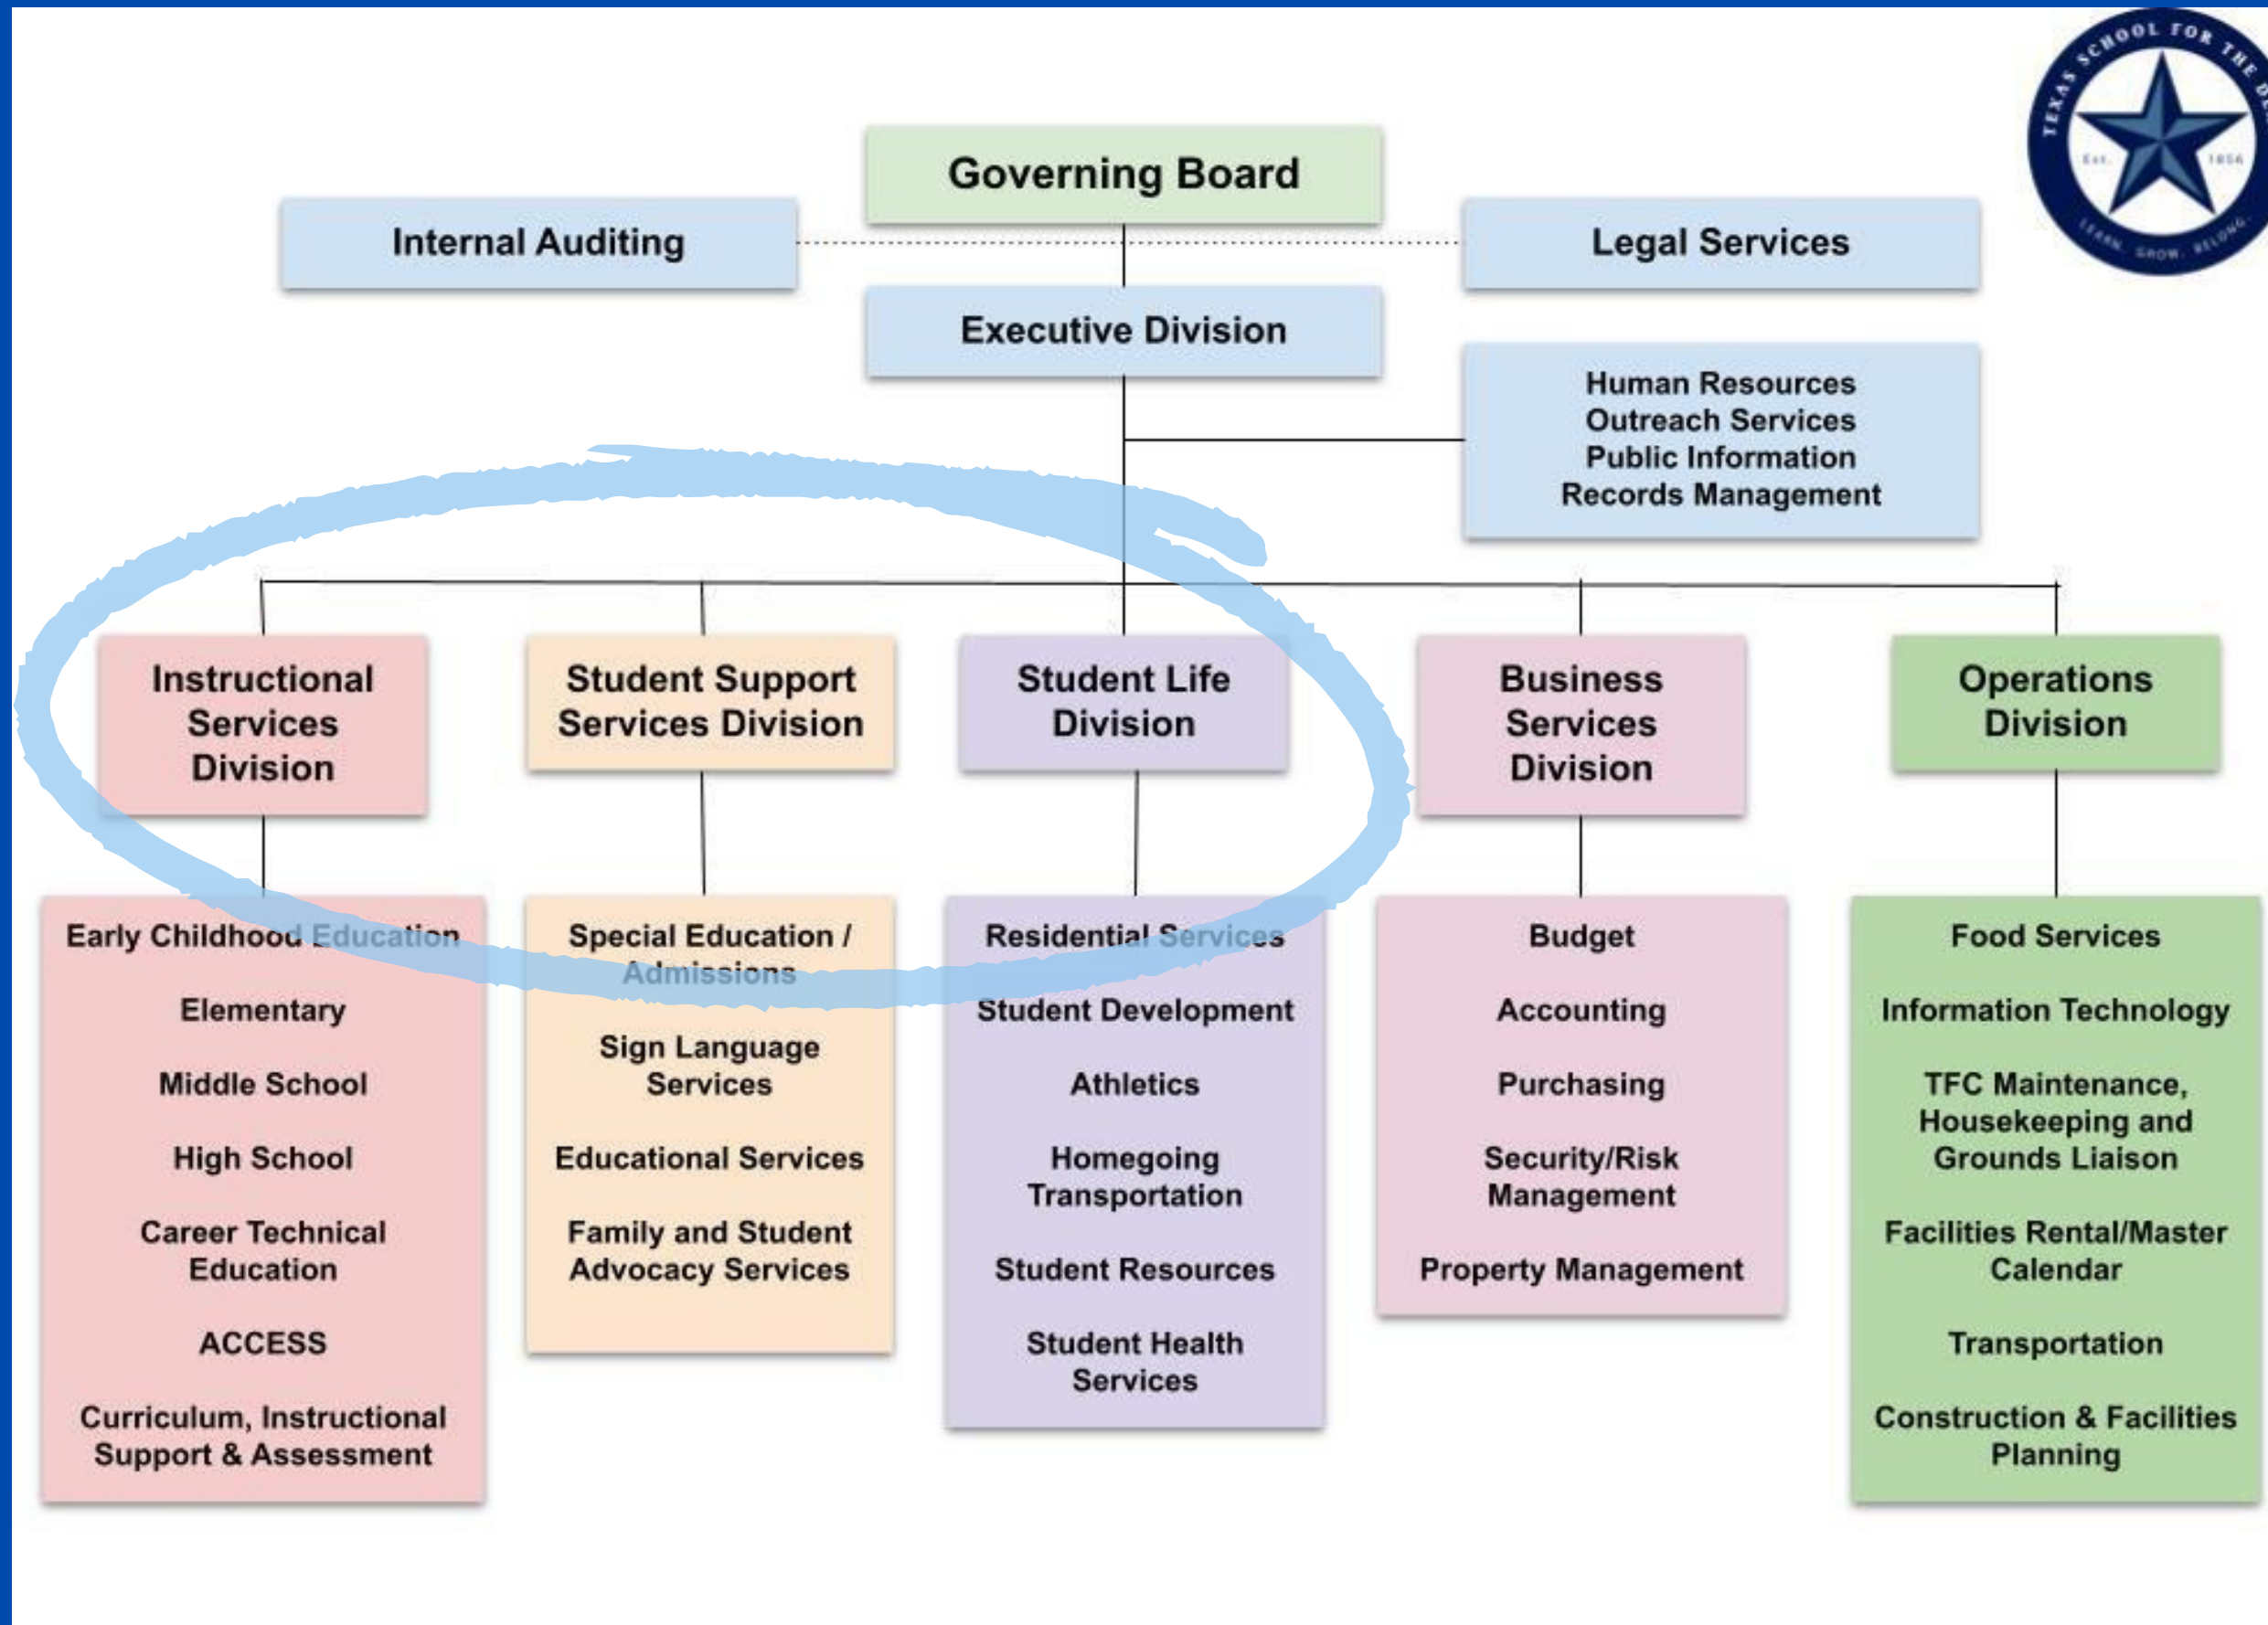 TEXAS SCHOOL FOR THE
Est. 1856
LEARN. GROW. BELONG.
Governing Board
Internal Auditing
Legal Services
Executive Division
Human Resources
Outreach Services
Public Information
Records Management
Instructional
Services
Division
Student Support
Services Division
Student Life
Division
Business
Services
Division
Operations
Division
Early Childhood Education
Elementary
Middle School
High School
Career Technical
Education
ACCESS
Curriculum, Instructional
Support & Assessment
Special Education /
Admissions
Sign Language
Services
Educational Services
Family and Student
Advocacy Services
Residential Services
Student Development
Athletics
Homegoing
Transportation
Student Resources
Student Health
Services
Budget
Accounting
Purchasing
Security/Risk
Management
Property Management
Food Services
Information Technology
TFC Maintenance,
Housekeeping and
Grounds Liaison
Facilities Rental/Master
Calendar
Transportation
Construction & Facilities
Planning